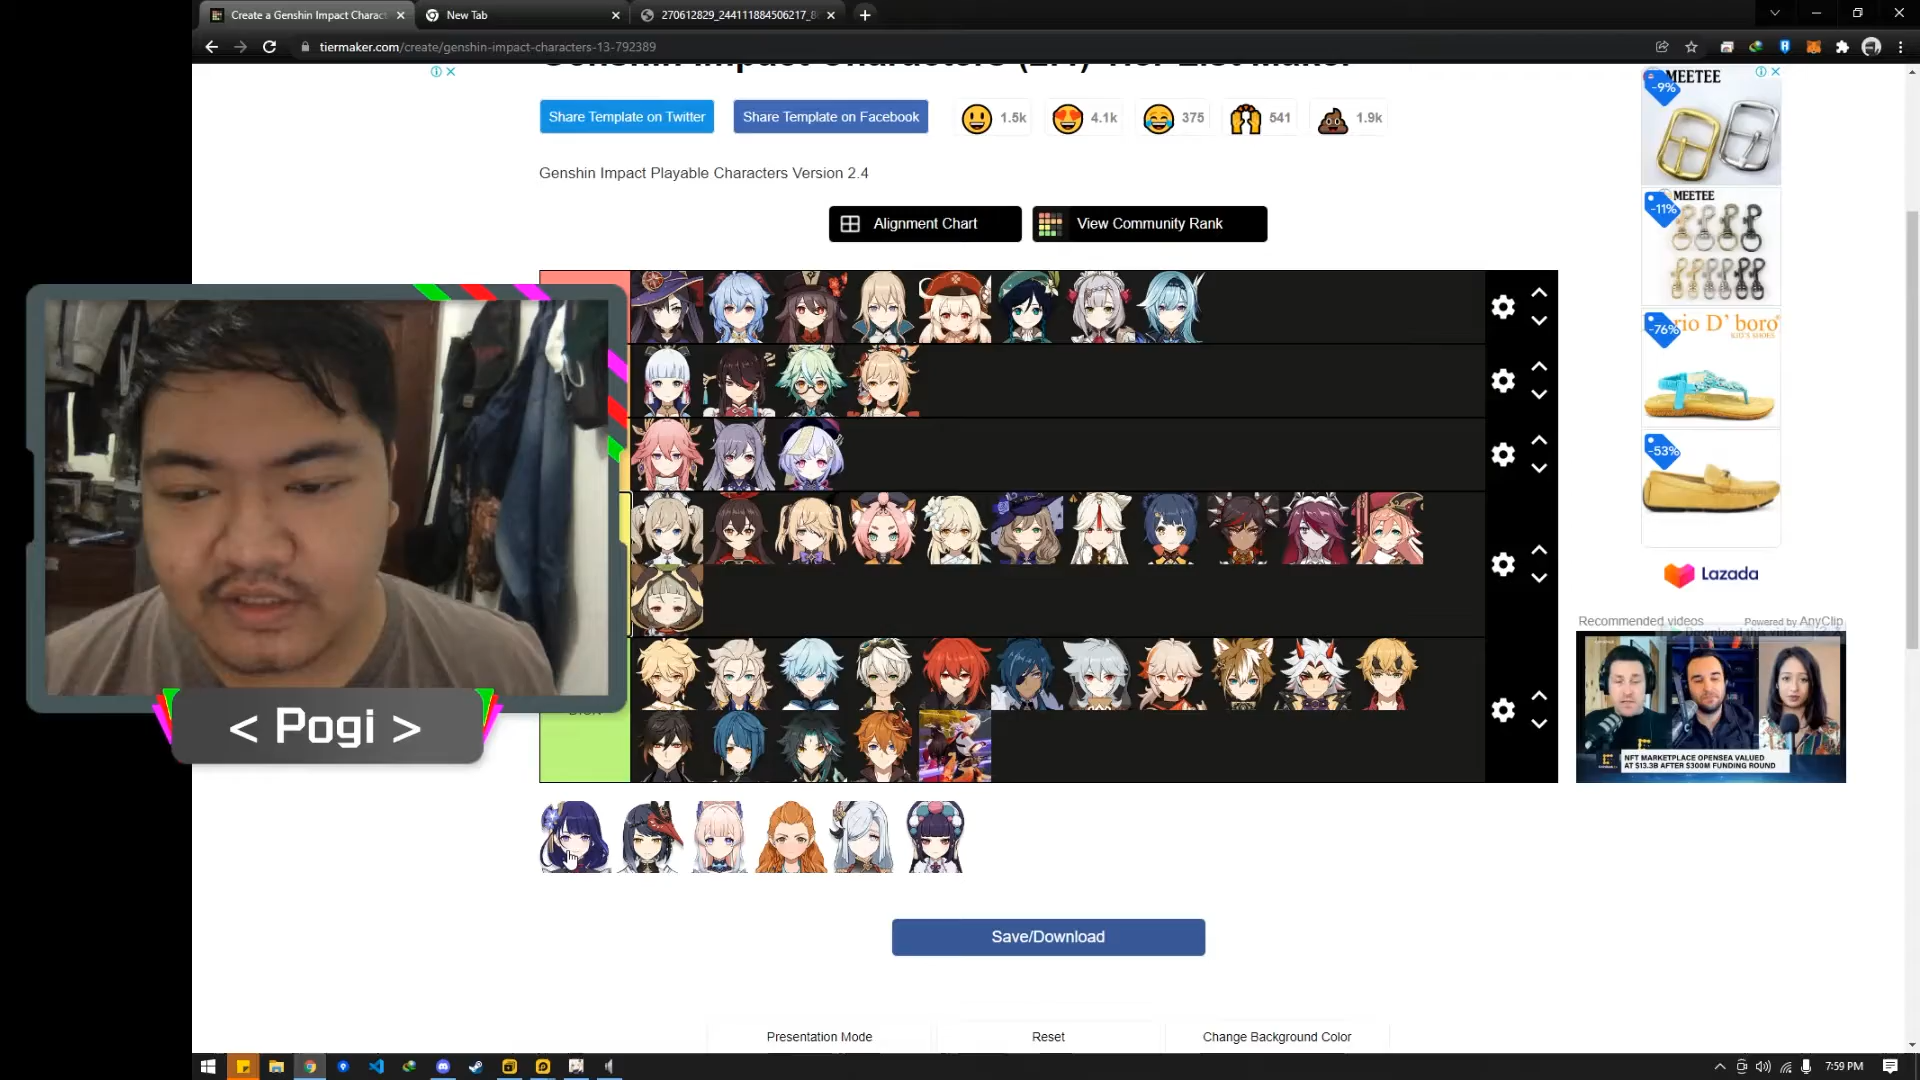 Create a Genshin Impact Charact
New Tab
270612829_244111884506217_8
tiermaker.com/create/genshin-impact-characters-13-792389
Share Template on Twitter
Share Template on Facebook
1.5k
4.1k
375
541
1.9k
Genshin Impact Playable Characters Version 2.4
Alignment Chart
View Community Rank
MEETEE
-9%
MEETEE
-11%
-76%
rio D' boro
KID'S SHOES
-53%
Lazada
Recommended videos
Powered by AnyClip
NFT MARKETPLACE OPENSEA VALUED
AT $13.3B AFTER $300M FUNDING ROUND
< Pogi >
Save/Download
Presentation Mode
Reset
Change Background Color
7:59 PM